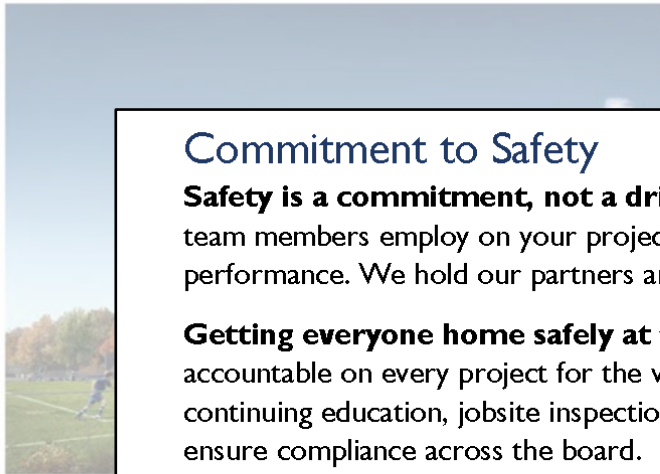 Commitment to Safety
Safety is a commitment, not a
team members employ on your
performance. We hold our partners
Getting everyone home safely at
accountable on every project for the
continuing education, jobsite
ensure compliance across the board.